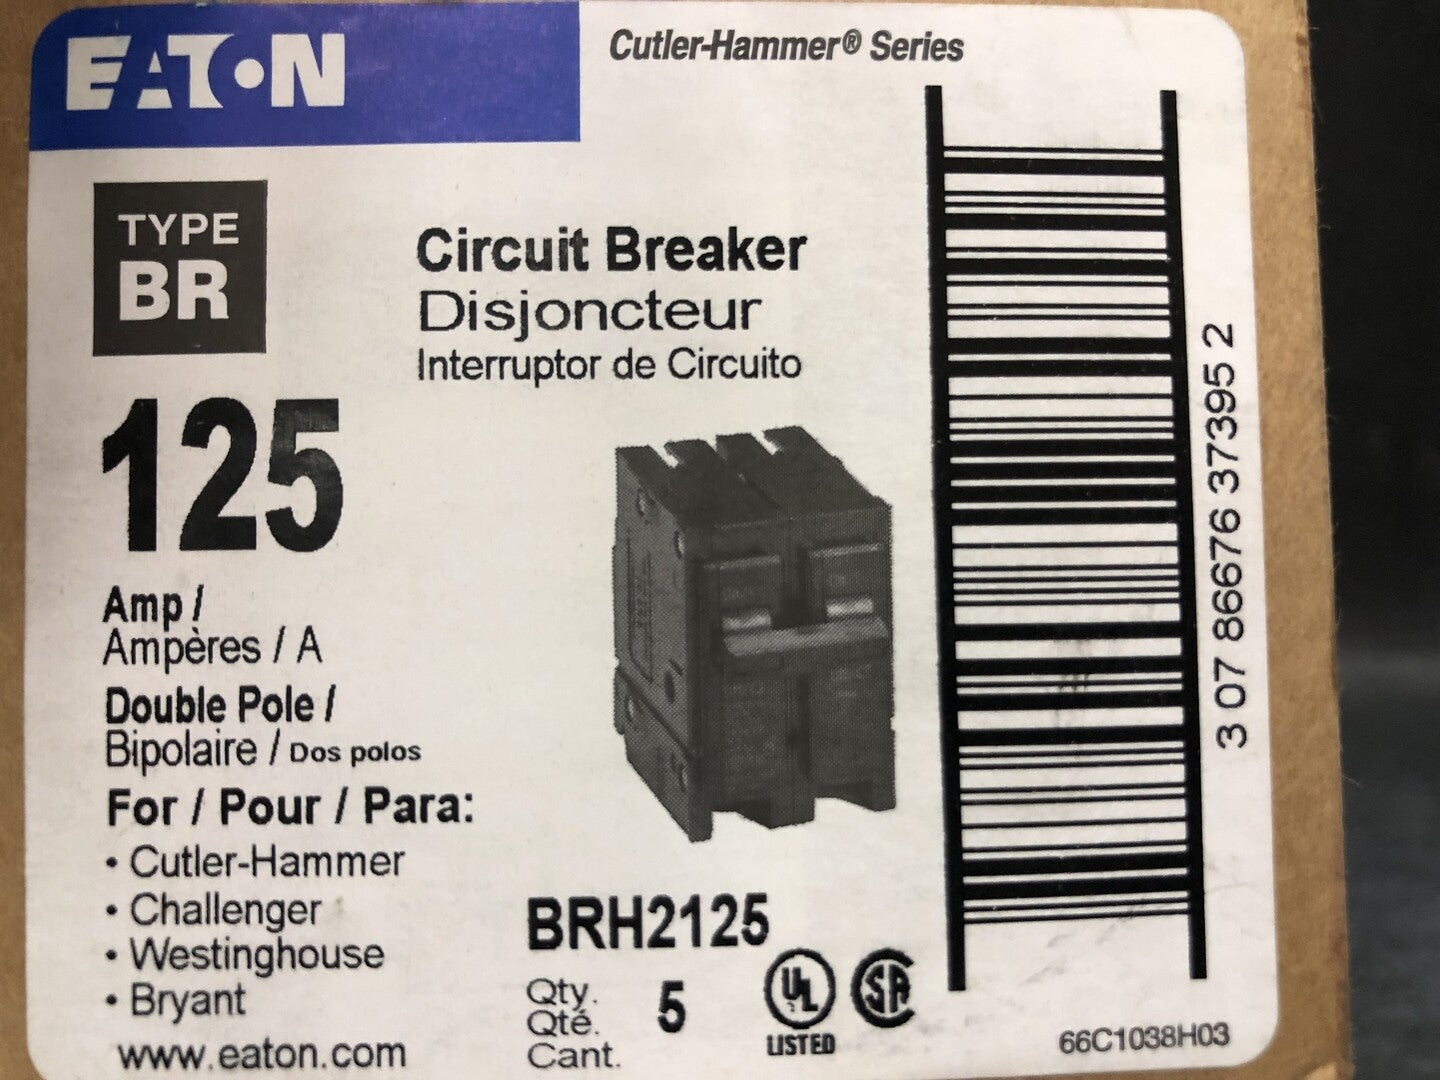 EATON
Cutler-Hammer® Series
TYPE
BR
Circuit Breaker
Disjoncteur
Interruptor de Circuito
125
Amp /
Ampères / A
Double Pole /
Bipolaire / Dos polos
For / Pour / Para:
• Cutler-Hammer
• Challenger
• Westinghouse
• Bryant
www.eaton.com
BRH2125
Qty.
Qté. 5
Cant.
UL
LISTED
SA
3 07 86676 37395 2
66C1038H03